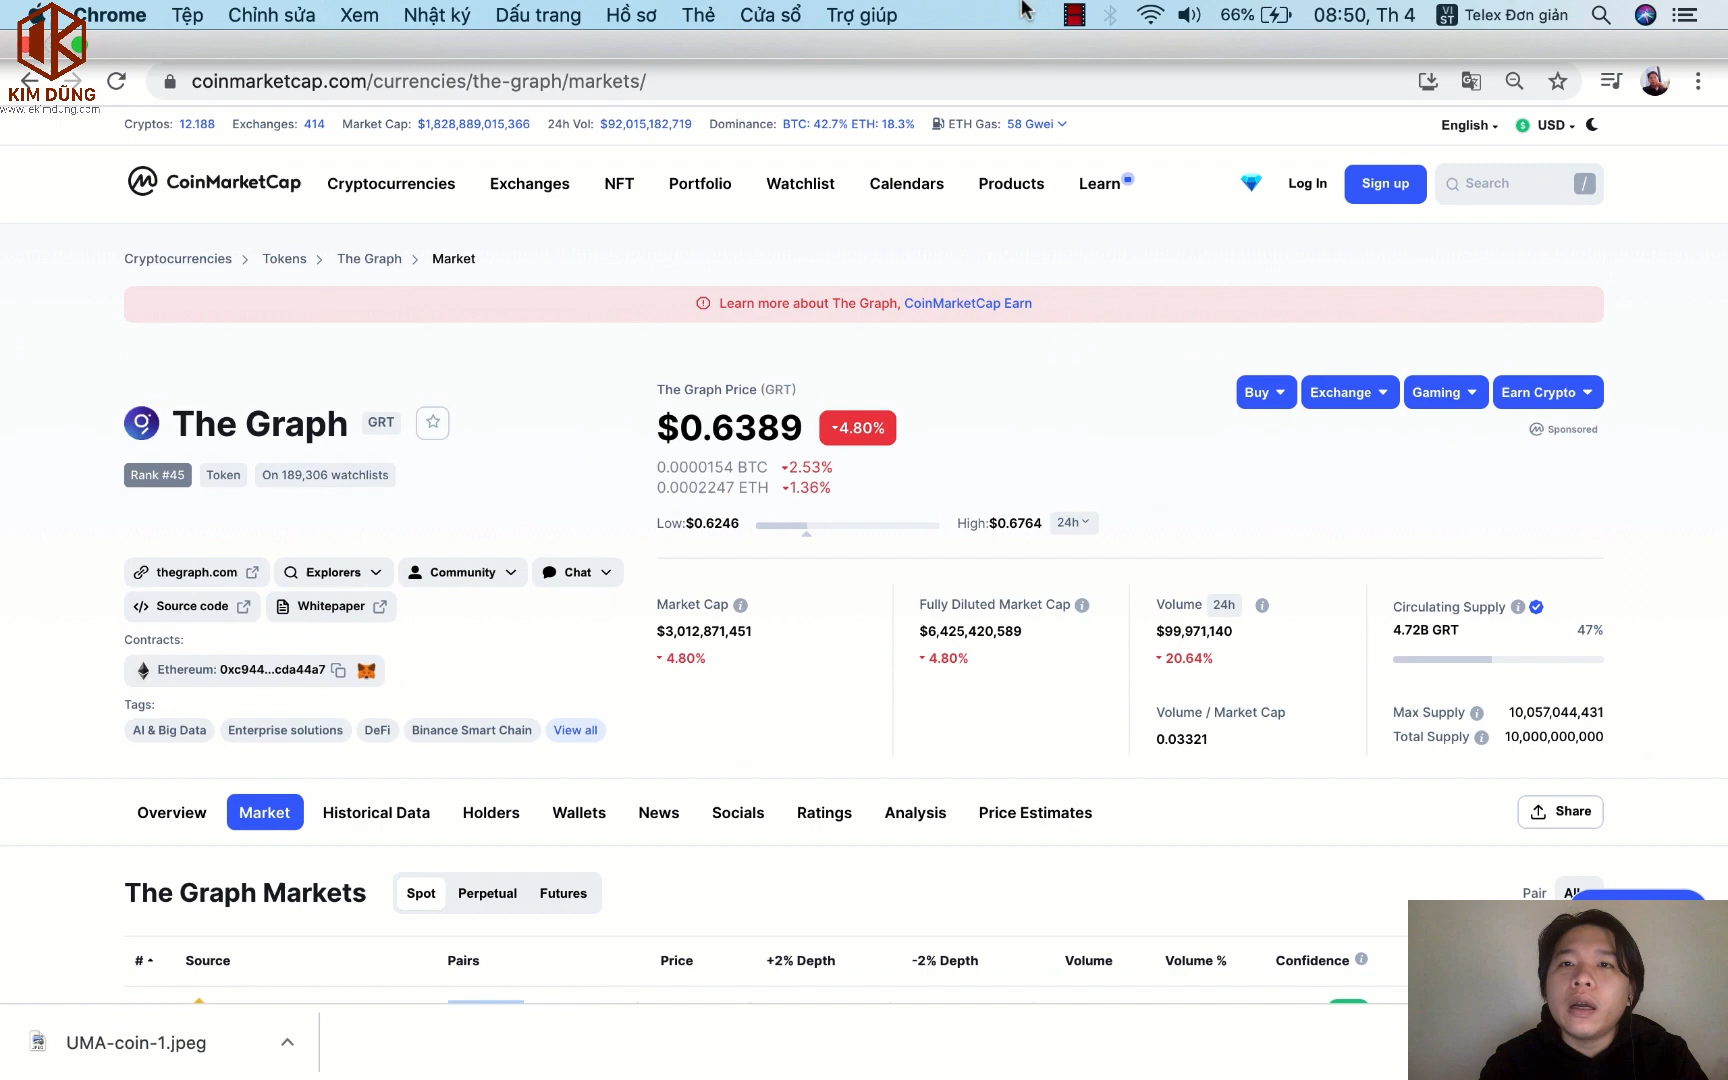 Chrome Tệp Chỉnh sửa Xem Nhật ký Dấu trang Hồ sơ Thẻ Cửa sổ Trợ giúp 66% 08:50, Th 4 VI ST Telex Đơn giản
KIM DŨNG
www.ekimdung.com
coinmarketcap.com/currencies/the-graph/markets/
Cryptos: 12.188 Exchanges: 414 Market Cap: $1,828,889,015,366 24h Vol: $92,015,182,719 Dominance: BTC: 42.7% ETH: 18.3% ETH Gas: 58 Gwei English USD
CoinMarketCap Cryptocurrencies Exchanges NFT Portfolio Watchlist Calendars Products Learn Log In Sign up Search /
Cryptocurrencies Tokens The Graph Market
Learn more about The Graph, CoinMarketCap Earn
The Graph Price (GRT)
Buy Exchange Gaming Earn Crypto
The Graph GRT
$0.6389 4.80%
Sponsored
0.0000154 BTC 2.53%
Rank #45 Token On 189,306 watchlists
0.0002247 ETH 1.36%
Low:$0.6246 High:$0.6764 24h
thegraph.com Explorers Community Chat
Source code Whitepaper
Contracts:
Ethereum: 0xc944...cda44a7
Tags:
AI & Big Data Enterprise solutions DeFi Binance Smart Chain View all
Market Cap
$3,012,871,451
4.80%
Fully Diluted Market Cap
$6,425,420,589
4.80%
Volume 24h
$99,971,140
20.64%
Volume / Market Cap
0.03321
Circulating Supply
4.72B GRT 47%
Max Supply 10,057,044,431
Total Supply 10,000,000,000
Overview Market Historical Data Holders Wallets News Socials Ratings Analysis Price Estimates Share
The Graph Markets Spot Perpetual Futures Pair All
# Source Pairs Price +2% Depth -2% Depth Volume Volume % Confidence
UMA-coin-1.jpeg